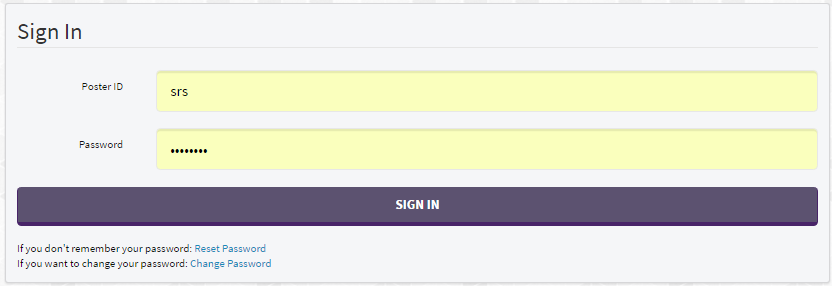 Sign In
Poster ID
srs
Password
••••••••
SIGN IN
If you don't remember your password: Reset Password
If you want to change your password: Change Password